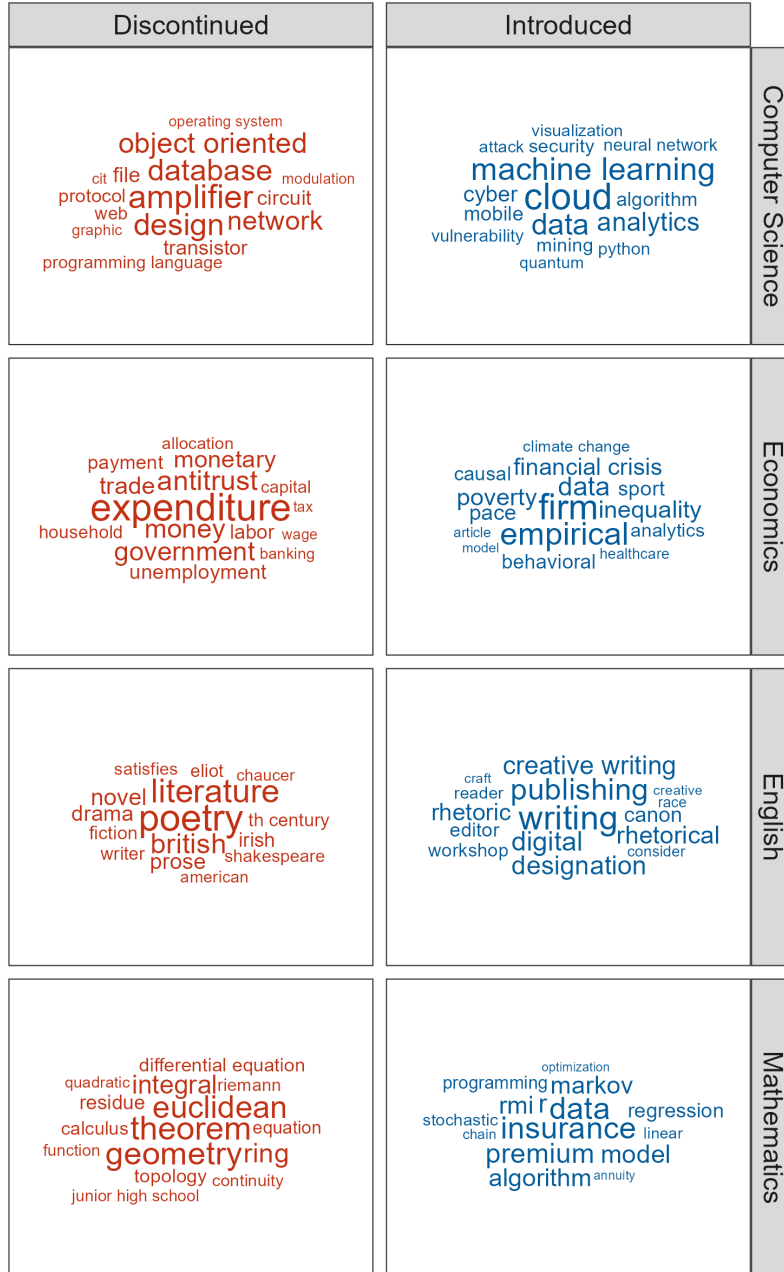 Discontinued
Introduced
Computer Science
operating system
object oriented
cit file database modulation
protocol amplifier circuit
web design network
graphic
transistor
programming language
visualization
attack security neural network
machine learning
cyber cloud algorithm
mobile data analytics
vulnerability
mining python
quantum
Economics
allocation
payment monetary
trade antitrust capital
expenditure tax
household money labor wage
government banking
unemployment
climate change
causal financial crisis
data sport
poverty firm inequality
pace
article empirical analytics
model
behavioral healthcare
English
satisfies eliot chaucer
novel literature
drama poetry th century
fiction british irish
writer prose shakespeare
american
creative writing
craft
reader publishing creative
race
rhetoric writing canon
editor digital rhetorical
workshop consider
designation
Mathematics
differential equation
quadratic integral riemann
residue euclidean
calculus theorem equation
function geometry ring
topology continuity
junior high school
optimization
programming markov
rmi r data regression
stochastic
chain insurance linear
premium model
algorithm annuity